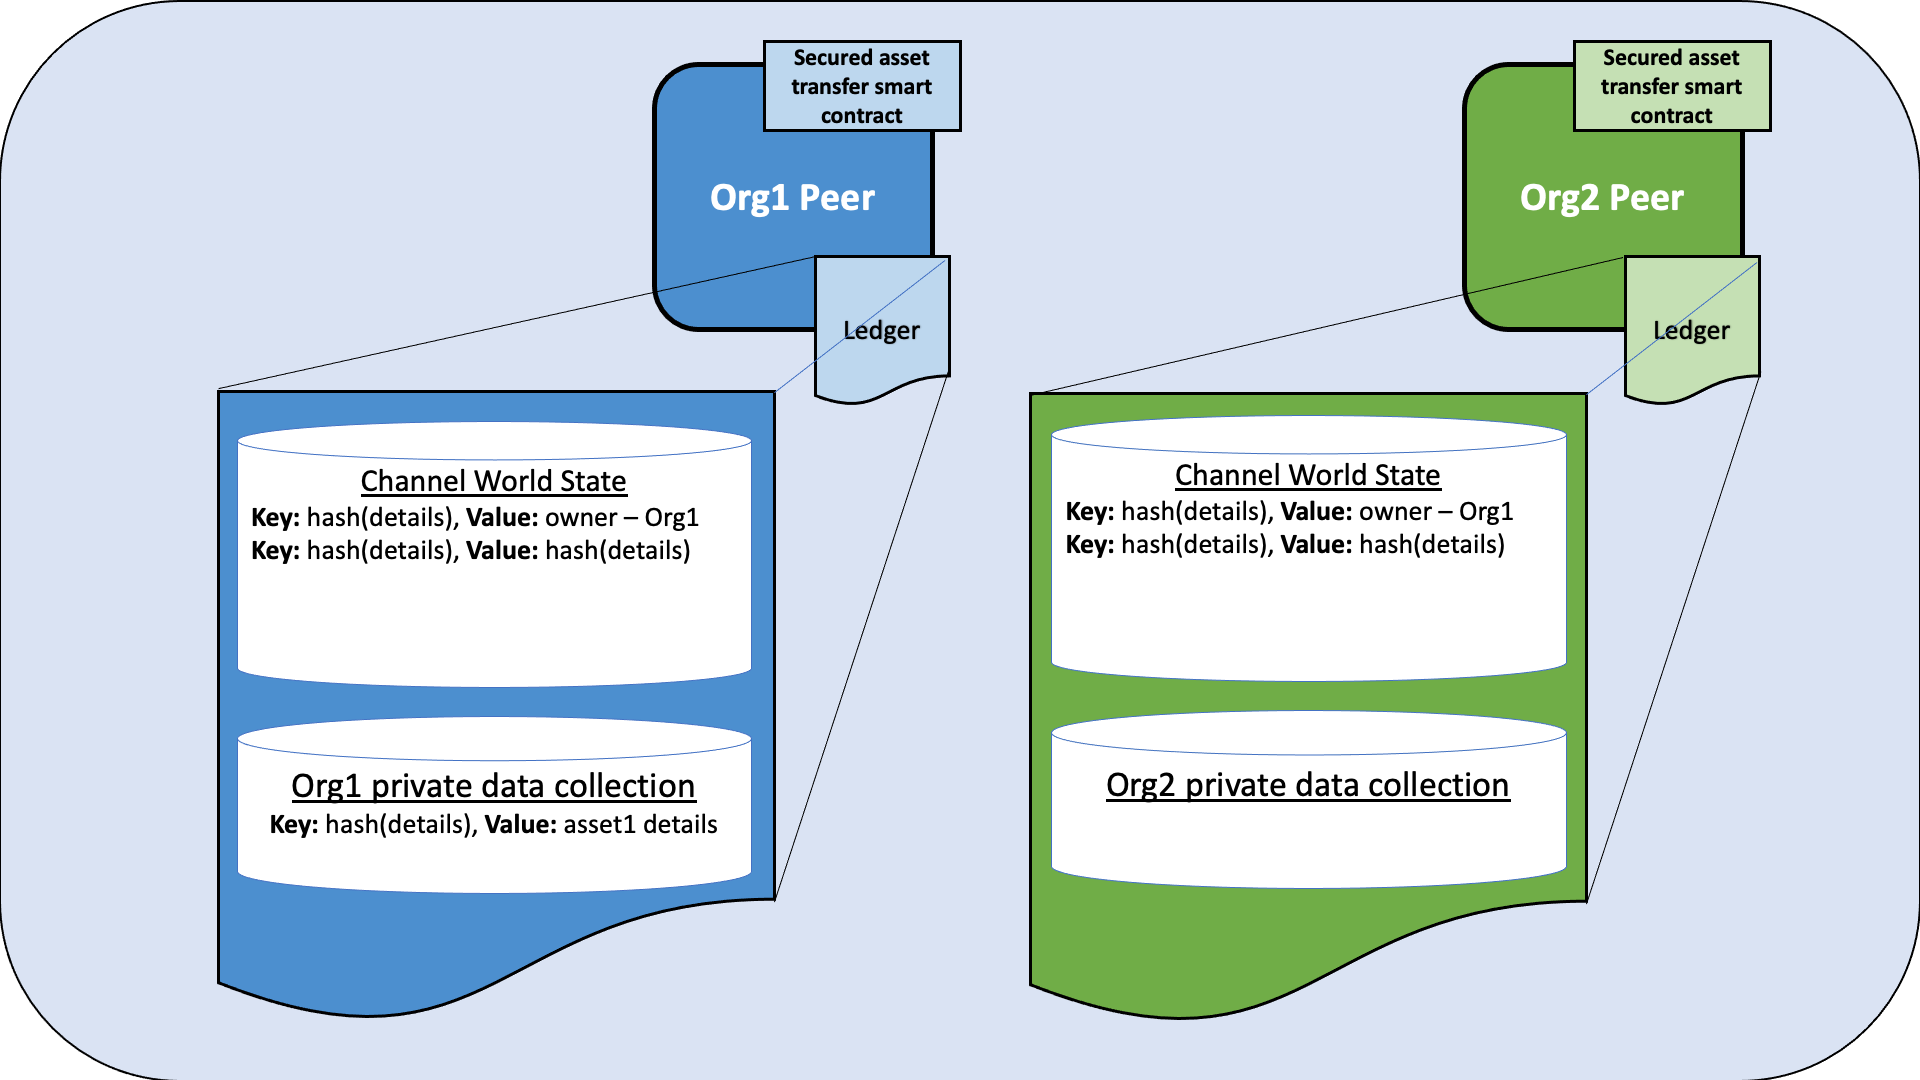 Secured asset
transfer smart
contract
Org1 Peer
Ledger
Channel World State
Key: hash(details), Value: owner – Org1
Key: hash(details), Value: hash(details)
Org1 private data collection
Key: hash(details), Value: asset1 details
Secured asset
transfer smart
contract
Org2 Peer
Ledger
Channel World State
Key: hash(details), Value: owner – Org1
Key: hash(details), Value: hash(details)
Org2 private data collection